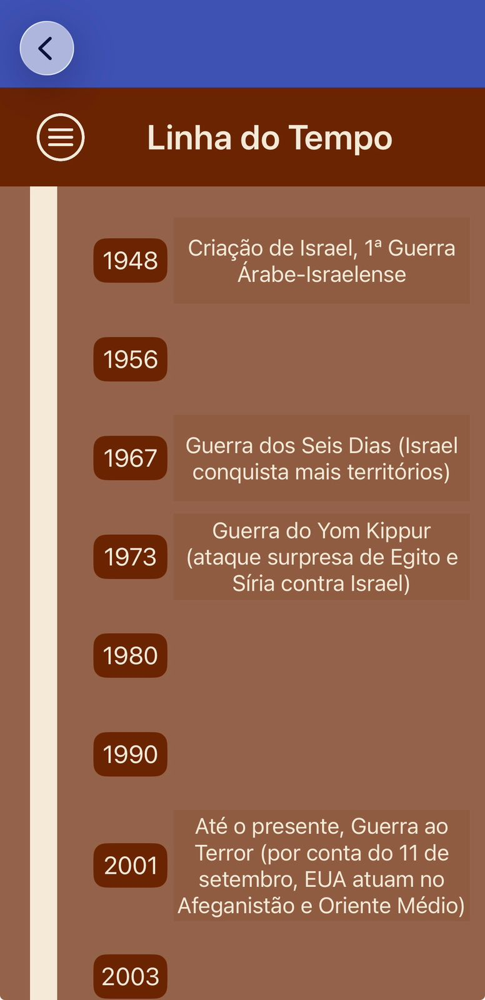 Linha do Tempo
1948
Criação de Israel, 1ª Guerra
Árabe-Israelense
1956
1967
Guerra dos Seis Dias (Israel
conquista mais territórios)
1973
Guerra do Yom Kippur
(ataque surpresa de Egito e
Síria contra Israel)
1980
1990
2001
Até o presente, Guerra ao
Terror (por conta do 11 de
setembro, EUA atuam no
Afeganistão e Oriente Médio)
2003